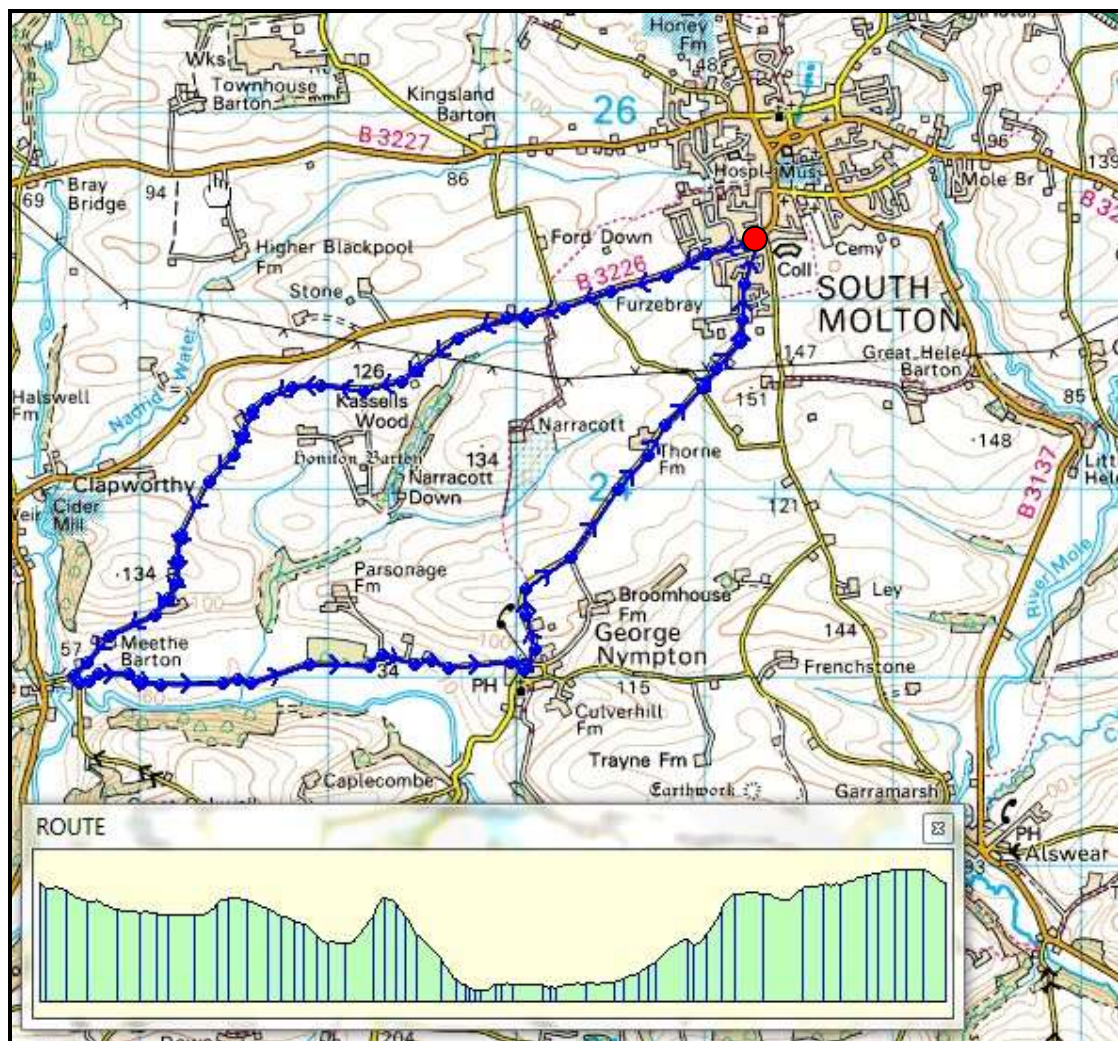 Honey
Fm
148
Wks
Townhouse
Barton
Kingsland
Barton
26
B 3227
Hospl
Mus
96
Mole Br
139
Bray
Bridge
69
94
86
Higher Blackpool
Fm
Ford Down
B 3226
Cemy
Coll
Stone
Furzebray
SOUTH
MOLTON
Nadrid Water
126
Kassells
Wood
147
Great Hele
Barton
151
85
Halswell
Fm
Narracott
148
Honiton Barton
134
Thorne
Fm
Clapworthy
Narracott
Down
Cider
Mill
121
B 3137
134
Parsonage
Fm
Ley
River Mole
Broomhouse
Fm
100
George
Nympton
144
57
Meethe
Barton
34
Frenchstone
PH
115
Culverhill
Fm
Trayne Fm
Caplecombe
Earthwork
Garramarsh
ROUTE
PH
Alswear
93
204